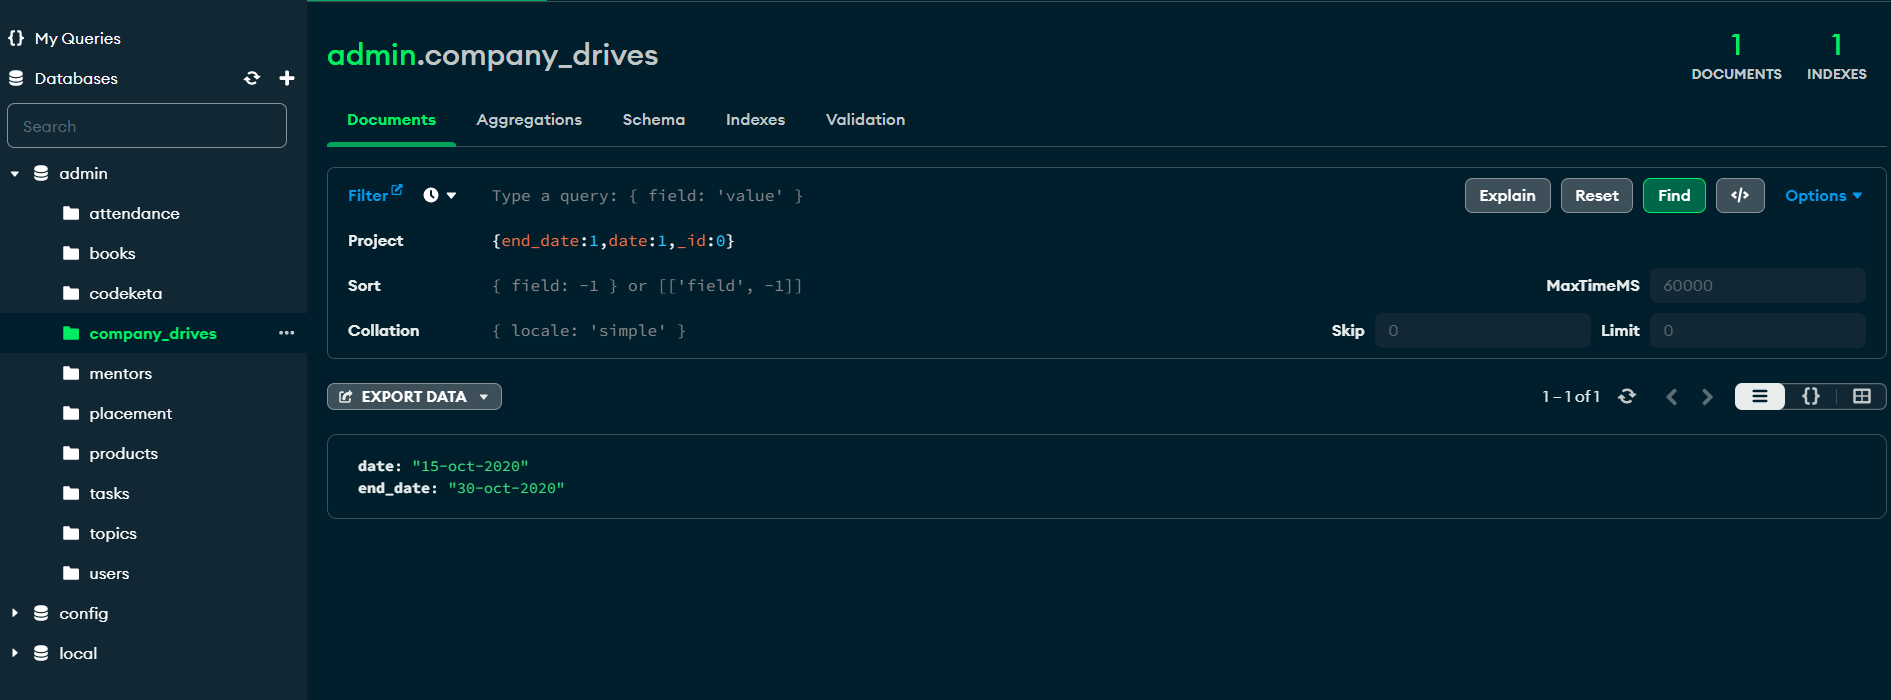 My Queries
Databases
Search
admin
attendance
books
codeketa
company_drives
mentors
placement
products
tasks
topics
users
config
local
admin.company_drives
1 DOCUMENTS
1 INDEXES
Documents Aggregations Schema Indexes Validation
Filter Type a query: { field: 'value' } Explain Reset Find </> Options
Project {end_date:1,date:1,_id:0}
Sort { field: -1 } or [['field', -1]] MaxTimeMS 60000
Collation { locale: 'simple' } Skip 0 Limit 0
EXPORT DATA 1 – 1 of 1 {}
date: "15-oct-2020"
end_date: "30-oct-2020"